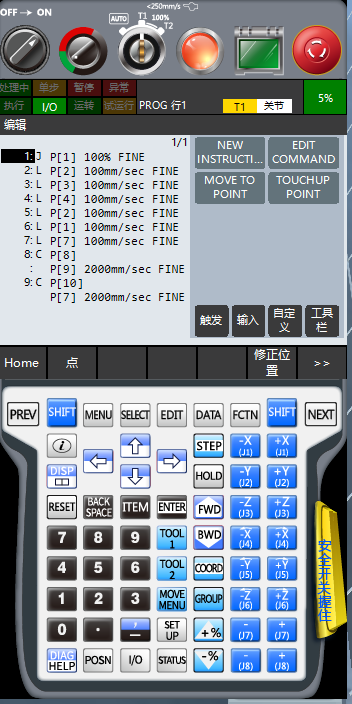 <250mm/s
OFF → ON
AUTO T1 100% T2
处理中 单步 暂停 异常
执行 I/O 运转 试运行 PROG 行1 T1 关节 5%
编辑
1/1
1: J P[1] 100% FINE
2: L P[2] 100mm/sec FINE
3: L P[3] 100mm/sec FINE
4: L P[4] 100mm/sec FINE
5: L P[2] 100mm/sec FINE
6: L P[1] 100mm/sec FINE
7: L P[7] 100mm/sec FINE
8: C P[8]
: P[9] 2000mm/sec FINE
9: C P[10]
P[7] 2000mm/sec FINE
NEW INSTRUCTI...
EDIT COMMAND
MOVE TO POINT
TOUCHUP POINT
触发 输入 自定义 工具栏
Home 点 修正位置 >>
PREV SHIFT MENU SELECT EDIT DATA FCTN SHIFT NEXT
i STEP -X (J1) +X (J1)
DISP HOLD -Y (J2) +Y (J2)
RESET BACK SPACE ITEM ENTER FWD -Z (J3) +Z (J3)
7 8 9 TOOL 1 BWD -X (J4) +X (J4)
4 5 6 TOOL 2 COORD -Y (J5) +Y (J5)
1 2 3 MOVE MENU GROUP -Z (J6) +Z (J6)
0 . , – SET UP +% - (J7) + (J7)
DIAG HELP POSN I/O STATUS -% - (J8) + (J8)
安全开关握住